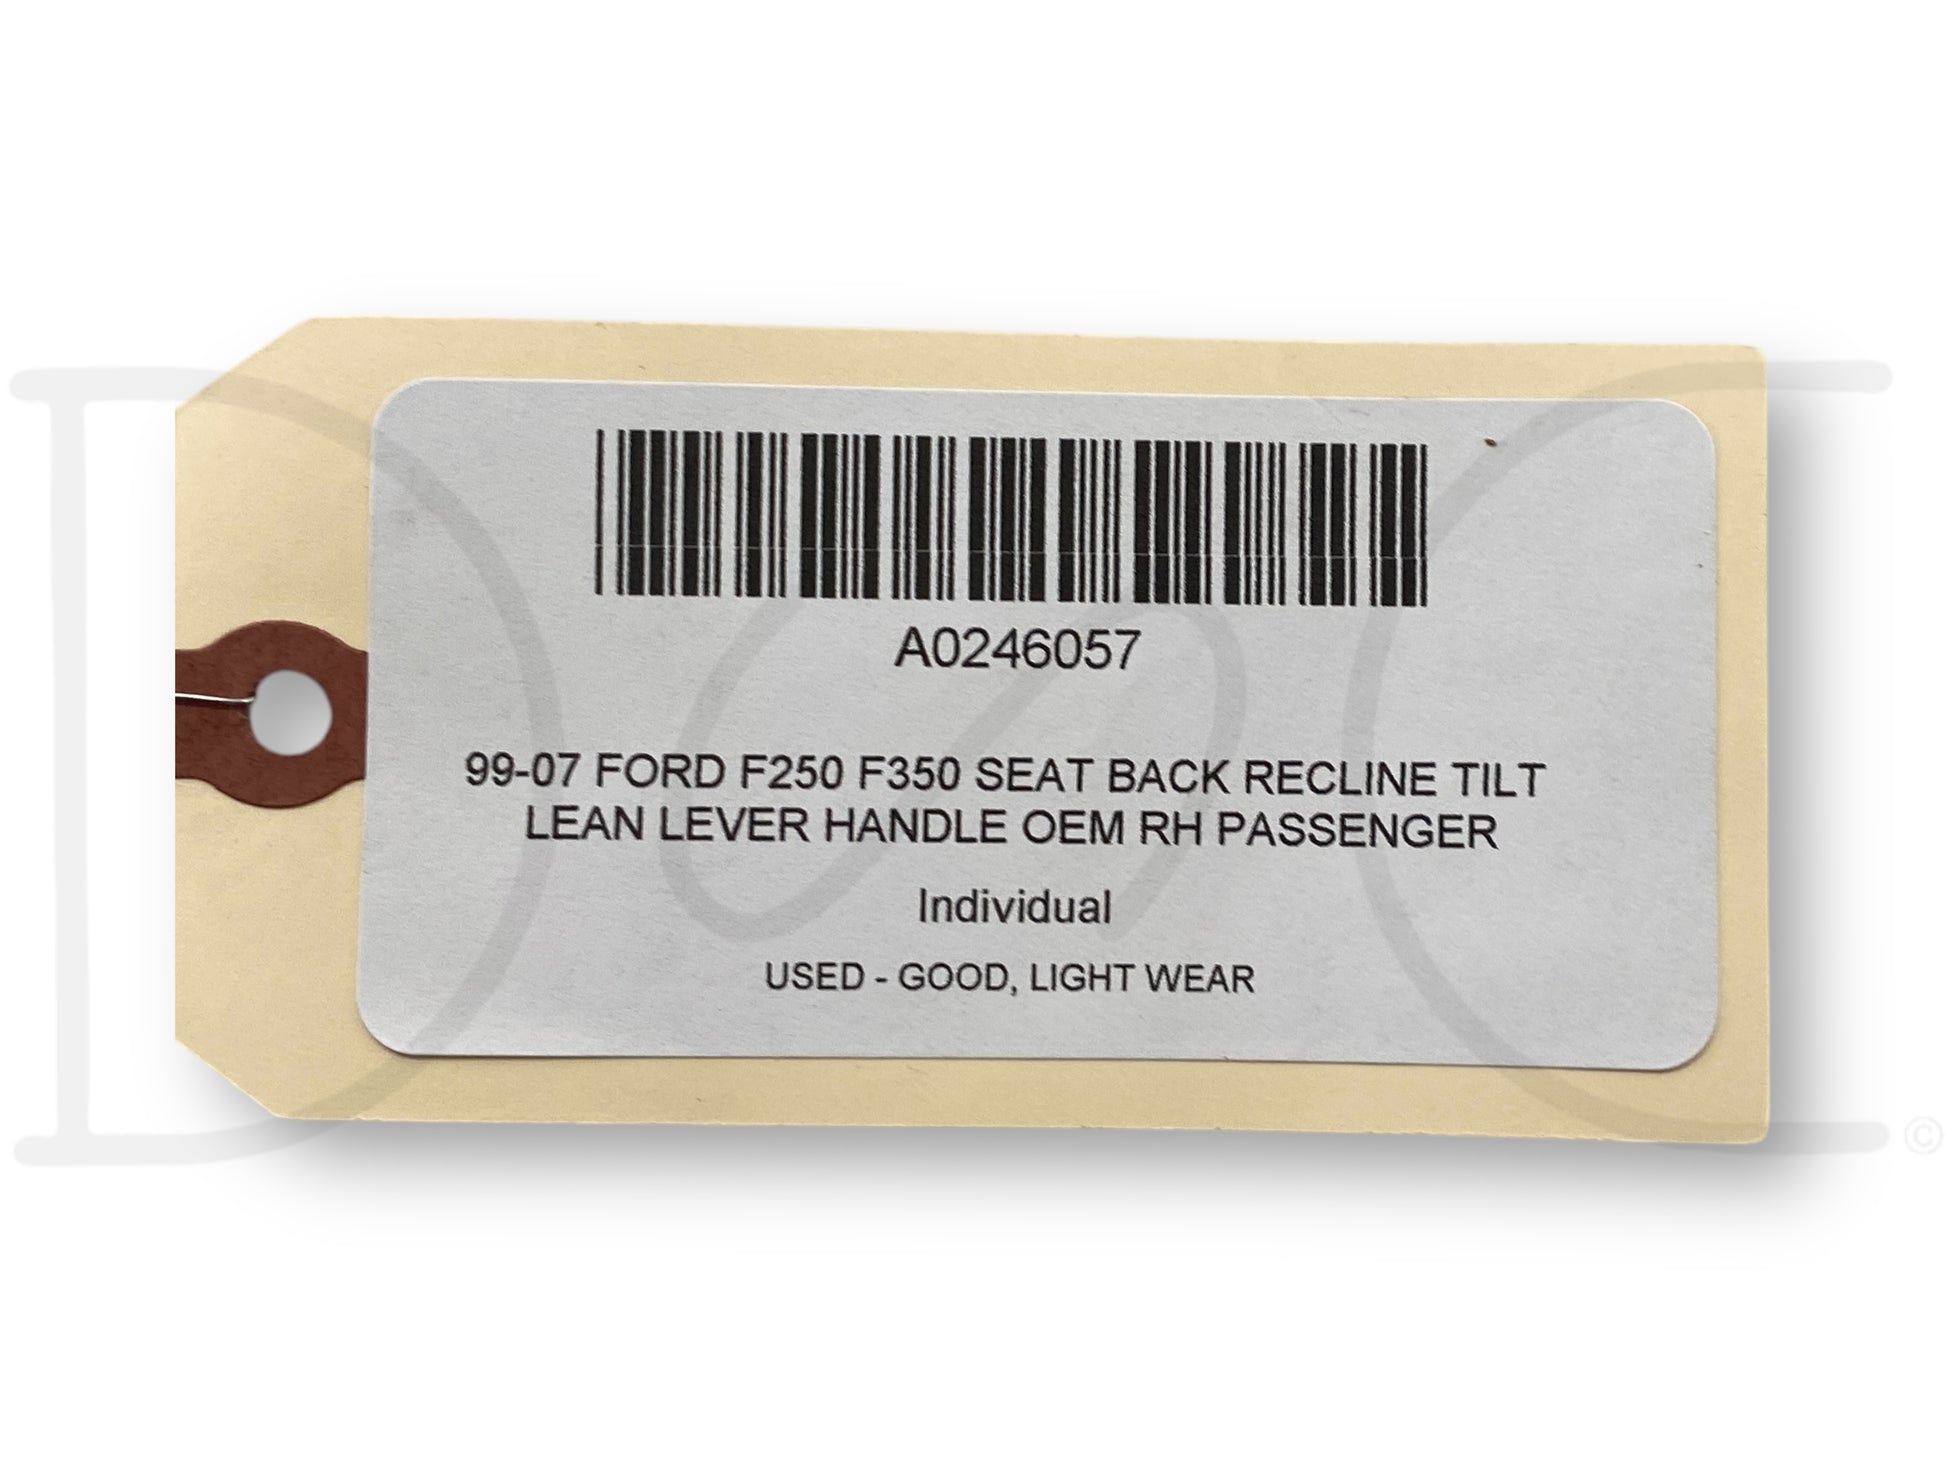 A0246057
99-07 FORD F250 F350 SEAT BACK RECLINE TILT
LEAN LEVER HANDLE OEM RH PASSENGER
Individual
USED - GOOD, LIGHT WEAR
D C
©